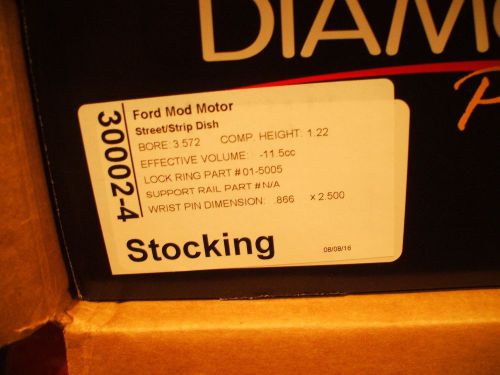 DIAM
P
30002-4
Ford Mod Motor
Street/Strip Dish
BORE: 3.572 COMP. HEIGHT: 1.22
EFFECTIVE VOLUME: -11.5cc
LOCK RING PART #01-5005
SUPPORT RAIL PART #N/A
WRIST PIN DIMENSION: .866 X 2.500
Stocking
08/08/16